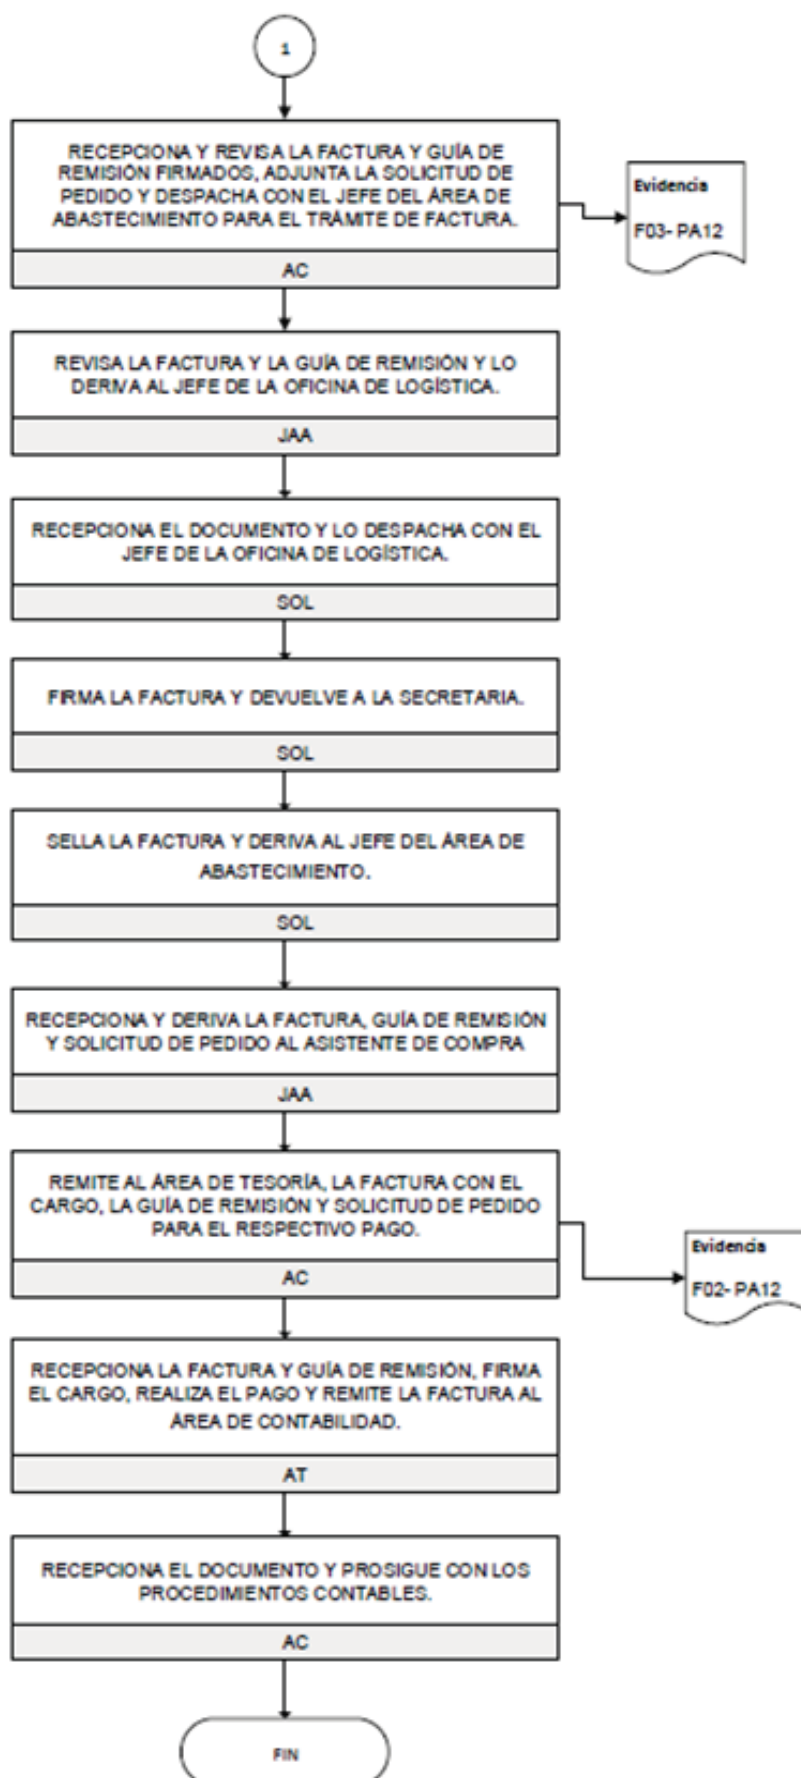 1
RECEPCIONA Y REVISA LA FACTURA Y GUÍA DE
REMISIÓN FIRMADOS, ADJUNTA LA SOLICITUD DE
PEDIDO Y DESPACHA CON EL JEFE DEL ÁREA DE
ABASTECIMIENTO PARA EL TRÁMITE DE FACTURA.
AC
Evidencia
F03- PA12
REVISA LA FACTURA Y LA GUÍA DE REMISIÓN Y LO
DERIVA AL JEFE DE LA OFICINA DE LOGÍSTICA.
JAA
RECEPCIONA EL DOCUMENTO Y LO DESPACHA CON EL
JEFE DE LA OFICINA DE LOGÍSTICA.
SOL
FIRMA LA FACTURA Y DEVUELVE A LA SECRETARIA.
SOL
SELLA LA FACTURA Y DERIVA AL JEFE DEL ÁREA DE
ABASTECIMIENTO.
SOL
RECEPCIONA Y DERIVA LA FACTURA, GUÍA DE REMISIÓN
Y SOLICITUD DE PEDIDO AL ASISTENTE DE COMPRA
JAA
REMITE AL ÁREA DE TESORÍA, LA FACTURA CON EL
CARGO, LA GUÍA DE REMISIÓN Y SOLICITUD DE PEDIDO
PARA EL RESPECTIVO PAGO.
AC
Evidencia
F02- PA12
RECEPCIONA LA FACTURA Y GUÍA DE REMISIÓN, FIRMA
EL CARGO, REALIZA EL PAGO Y REMITE LA FACTURA AL
ÁREA DE CONTABILIDAD.
AT
RECEPCIONA EL DOCUMENTO Y PROSIGUE CON LOS
PROCEDIMIENTOS CONTABLES.
AC
FIN